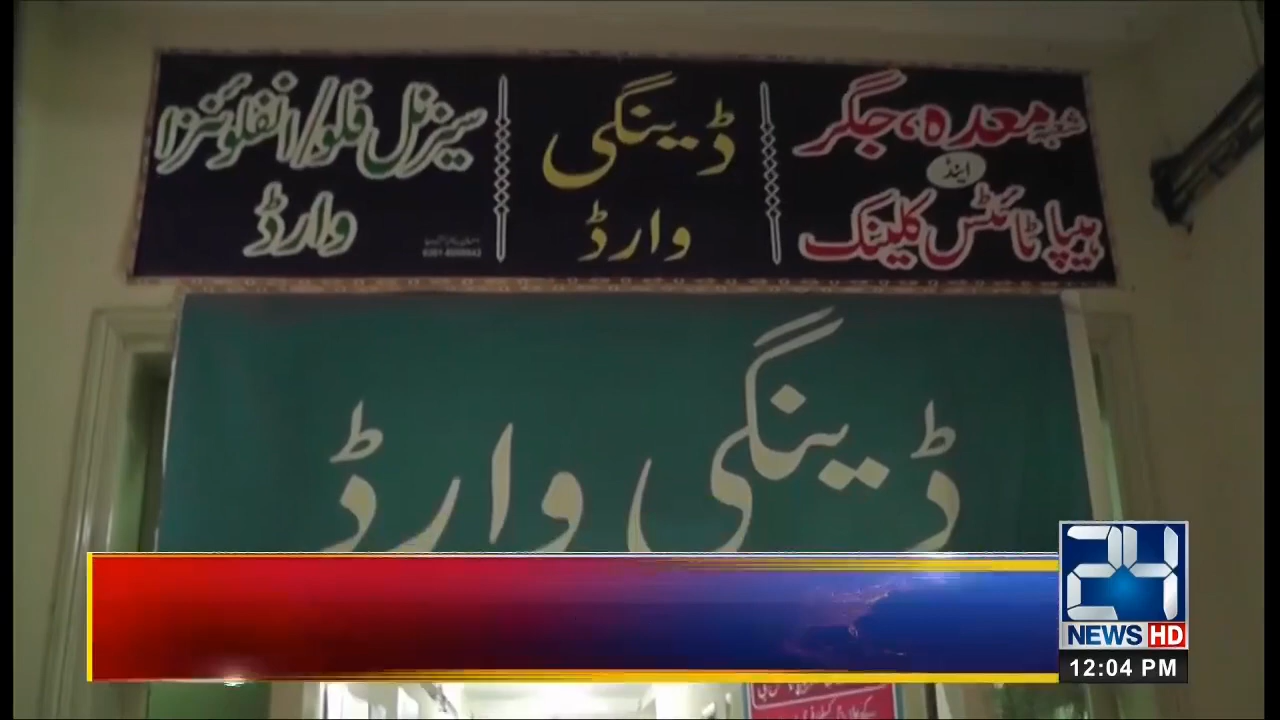 شعبہ معدہ، جگر
اینڈ
ہیپاٹائٹس کلینک
ڈینگی
وارڈ
سیزنل فلو/انفلوئنزا
وارڈ
ڈینگی وارڈ
24
NEWS HD
12:04 PM